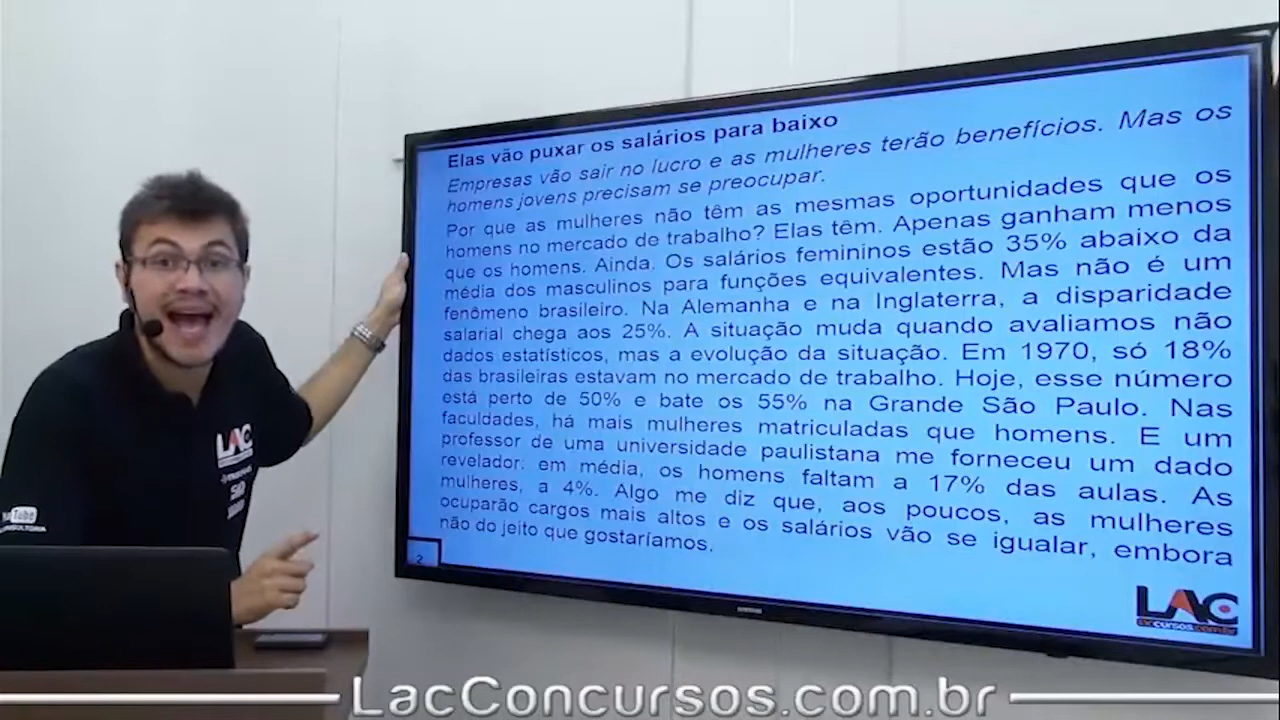 Elas vão puxar os salários para baixo
Empresas vão sair no lucro e as mulheres terão benefícios. Mas os
homens jovens precisam se preocupar.
Por que as mulheres não têm as mesmas oportunidades que os
homens no mercado de trabalho? Elas têm. Apenas ganham menos
que os homens. Ainda. Os salários femininos estão 35% abaixo da
média dos masculinos para funções equivalentes. Mas não é um
fenômeno brasileiro. Na Alemanha e na Inglaterra, a disparidade
salarial chega aos 25%. A situação muda quando avaliamos não
dados estatísticos, mas a evolução da situação. Em 1970, só 18%
das brasileiras estavam no mercado de trabalho. Hoje, esse número
está perto de 50% e bate os 55% na Grande São Paulo. Nas
faculdades, há mais mulheres matriculadas que homens. E um
professor de uma universidade paulistana me forneceu um dado
revelador: em média, os homens faltam a 17% das aulas. As
mulheres, a 4%. Algo me diz que, aos poucos, as mulheres
ocuparão cargos mais altos e os salários vão se igualar, embora
não do jeito que gostaríamos.
2
LAC
laccursos.com.br
SAMSUNG
LAC
Tube
LacConcursos.com.br